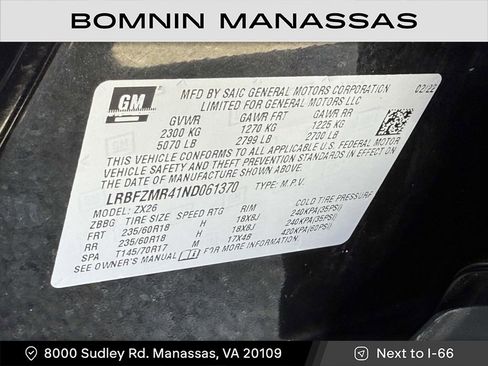 BOMNIN MANASSAS
GM
MFD BY SAIC GENERAL MOTORS CORPORATION 02/22
LIMITED FOR GENERAL MOTORS LLC
GVWR GAWR FRT GAWR RR
2300 KG 1270 KG 1225 KG
5070 LB 2799 LB 2700 LB
THIS VEHICLE CONFORMS TO ALL APPLICABLE U.S. FEDERAL MOTOR
VEHICLE SAFETY AND THEFT PREVENTION STANDARDS IN EFFECT ON
THE DATE OF MANUFACTURE SHOWN ABOVE.
LRBFZMR41ND061370 TYPE: M.P.V.
MODEL: ZX26
ZBBG TIRE SIZE SPEED RTG RIM COLD TIRE PRESSURE
FRT 235/60R18 H 18X8J 240KPA(35PSI)
RR 235/60R18 H 18X8J 240KPA(35PSI)
SPA T145/70R17 M 17X4B 420KPA(60PSI)
SEE OWNER'S MANUAL FOR MORE INFORMATION.
8000 Sudley Rd. Manassas, VA 20109 Next to I-66